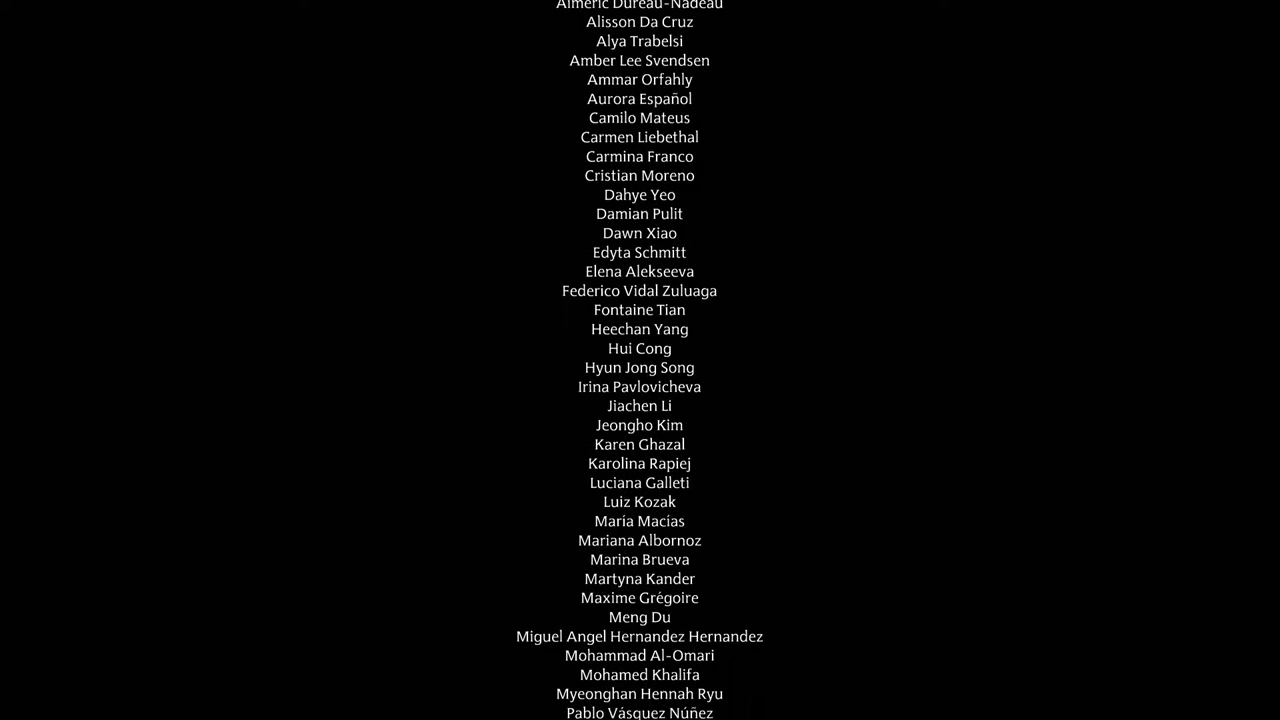 Aimeric Dureau-Nadeau
Alisson Da Cruz
Alya Trabelsi
Amber Lee Svendsen
Ammar Orfahly
Aurora Español
Camilo Mateus
Carmen Liebethal
Carmina Franco
Cristian Moreno
Dahye Yeo
Damian Pulit
Dawn Xiao
Edyta Schmitt
Elena Alekseeva
Federico Vidal Zuluaga
Fontaine Tian
Heechan Yang
Hui Cong
Hyun Jong Song
Irina Pavlovicheva
Jiachen Li
Jeongho Kim
Karen Ghazal
Karolina Rapiej
Luciana Galleti
Luiz Kozak
María Macías
Mariana Albornoz
Marina Brueva
Martyna Kander
Maxime Grégoire
Meng Du
Miguel Angel Hernandez Hernandez
Mohammad Al-Omari
Mohamed Khalifa
Myeonghan Hennah Ryu
Pablo Vásquez Núñez